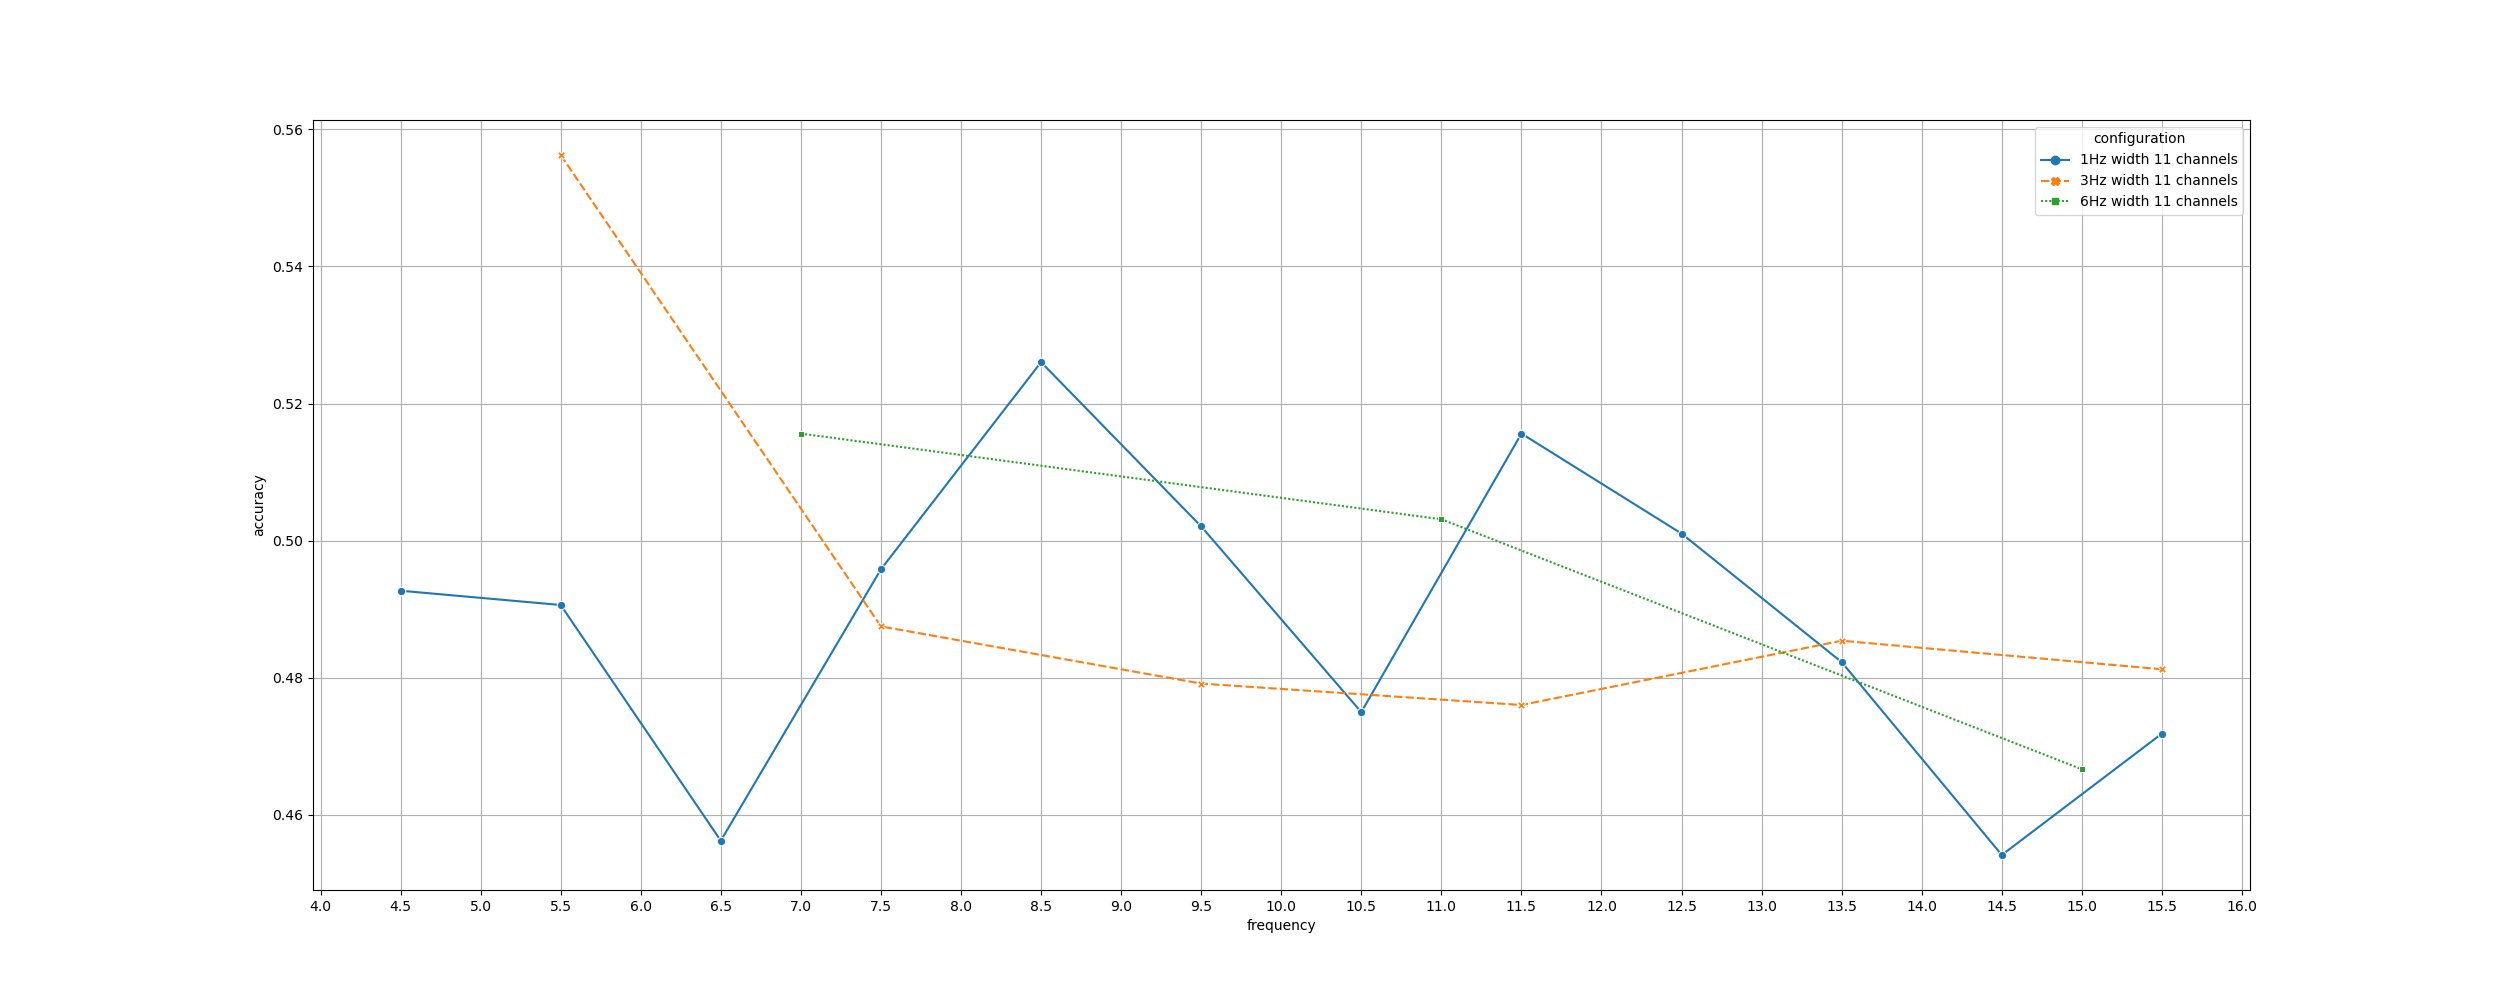 configuration
1Hz width 11 channels
3Hz width 11 channels
6Hz width 11 channels
0.56
0.54
0.52
0.50
0.48
0.46
accuracy
4.0 4.5 5.0 5.5 6.0 6.5 7.0 7.5 8.0 8.5 9.0 9.5 10.0 10.5 11.0 11.5 12.0 12.5 13.0 13.5 14.0 14.5 15.0 15.5 16.0
frequency